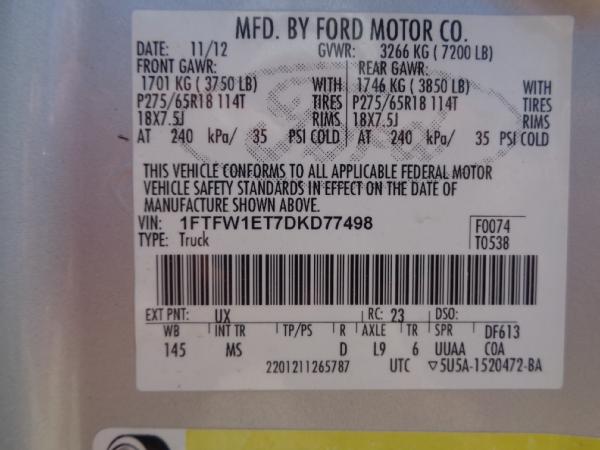 MFD. BY FORD MOTOR CO.
DATE: 11/12 GVWR: 3266 KG ( 7200 LB)
FRONT GAWR: REAR GAWR:
1701 KG ( 3750 LB) WITH 1746 KG ( 3850 LB) WITH
P275/65R18 114T TIRES P275/65R18 114T TIRES
18X7.5J RIMS 18X7.5J RIMS
AT 240 kPa/ 35 PSI COLD AT 240 kPa/ 35 PSI COLD
THIS VEHICLE CONFORMS TO ALL APPLICABLE FEDERAL MOTOR
VEHICLE SAFETY STANDARDS IN EFFECT ON THE DATE OF
MANUFACTURE SHOWN ABOVE.
VIN: 1FTFW1ET7DKD77498 F0074
TYPE: Truck T0538
EXT PNT: UX RC: 23 DSO:
WB INT TR TP/PS R AXLE TR SPR DF613
145 MS D L9 6 UUAA C0A
2201211265787 UTC ▽5U5A-1520472-BA